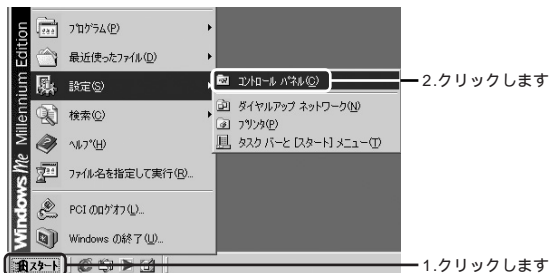 Windows Me Millennium Edition
プログラム(P)
最近使ったファイル(D)
設定(S)
検索(C)
ヘルプ(H)
ファイル名を指定して実行(R)...
PCI のログオフ(L)...
Windows の終了(U)...
コントロール パネル(C)
ダイヤルアップ ネットワーク(N)
プリンタ(P)
タスク バーと [スタート] メニュー(T)
2.クリックします
スタート
1.クリックします